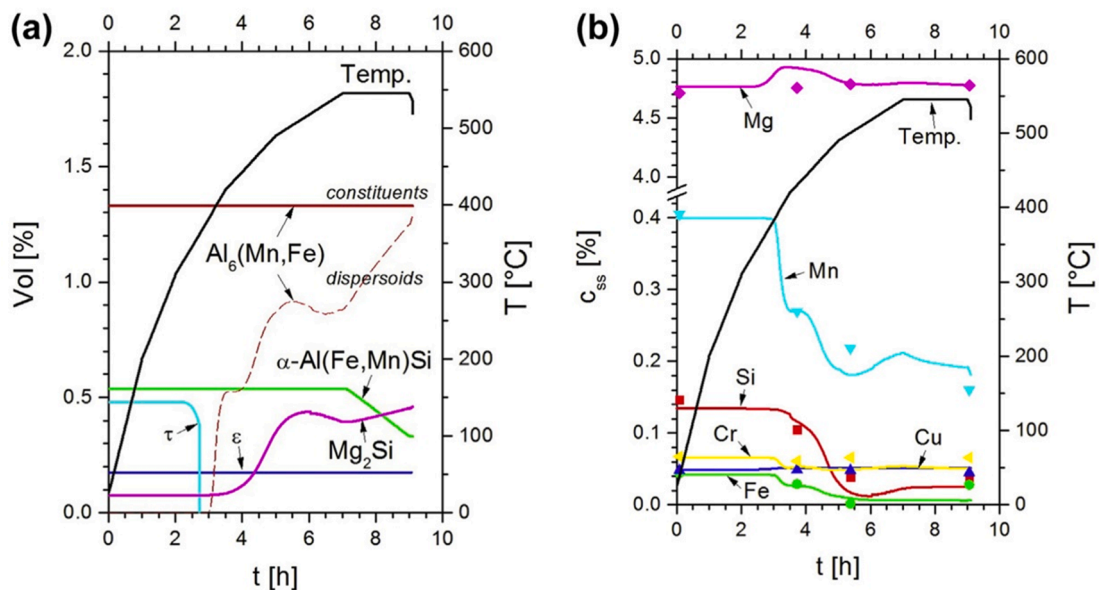 (a)
0 2 4 6 8 10
2.0
1.5
1.0
0.5
0.0
Vol [%]
600
500
400
300
200
100
0
T [°C]
Temp.
constituents
Al6(Mn,Fe)
dispersoids
α-Al(Fe,Mn)Si
τ
ε
Mg2Si
0 2 4 6 8 10
t [h]
(b)
0 2 4 6 8 10
5.0
4.5
4.0
0.4
0.3
0.2
0.1
0.0
css [%]
600
500
400
300
200
100
0
T [°C]
Mg
Temp.
Mn
Si
Cr
Cu
Fe
0 2 4 6 8 10
t [h]